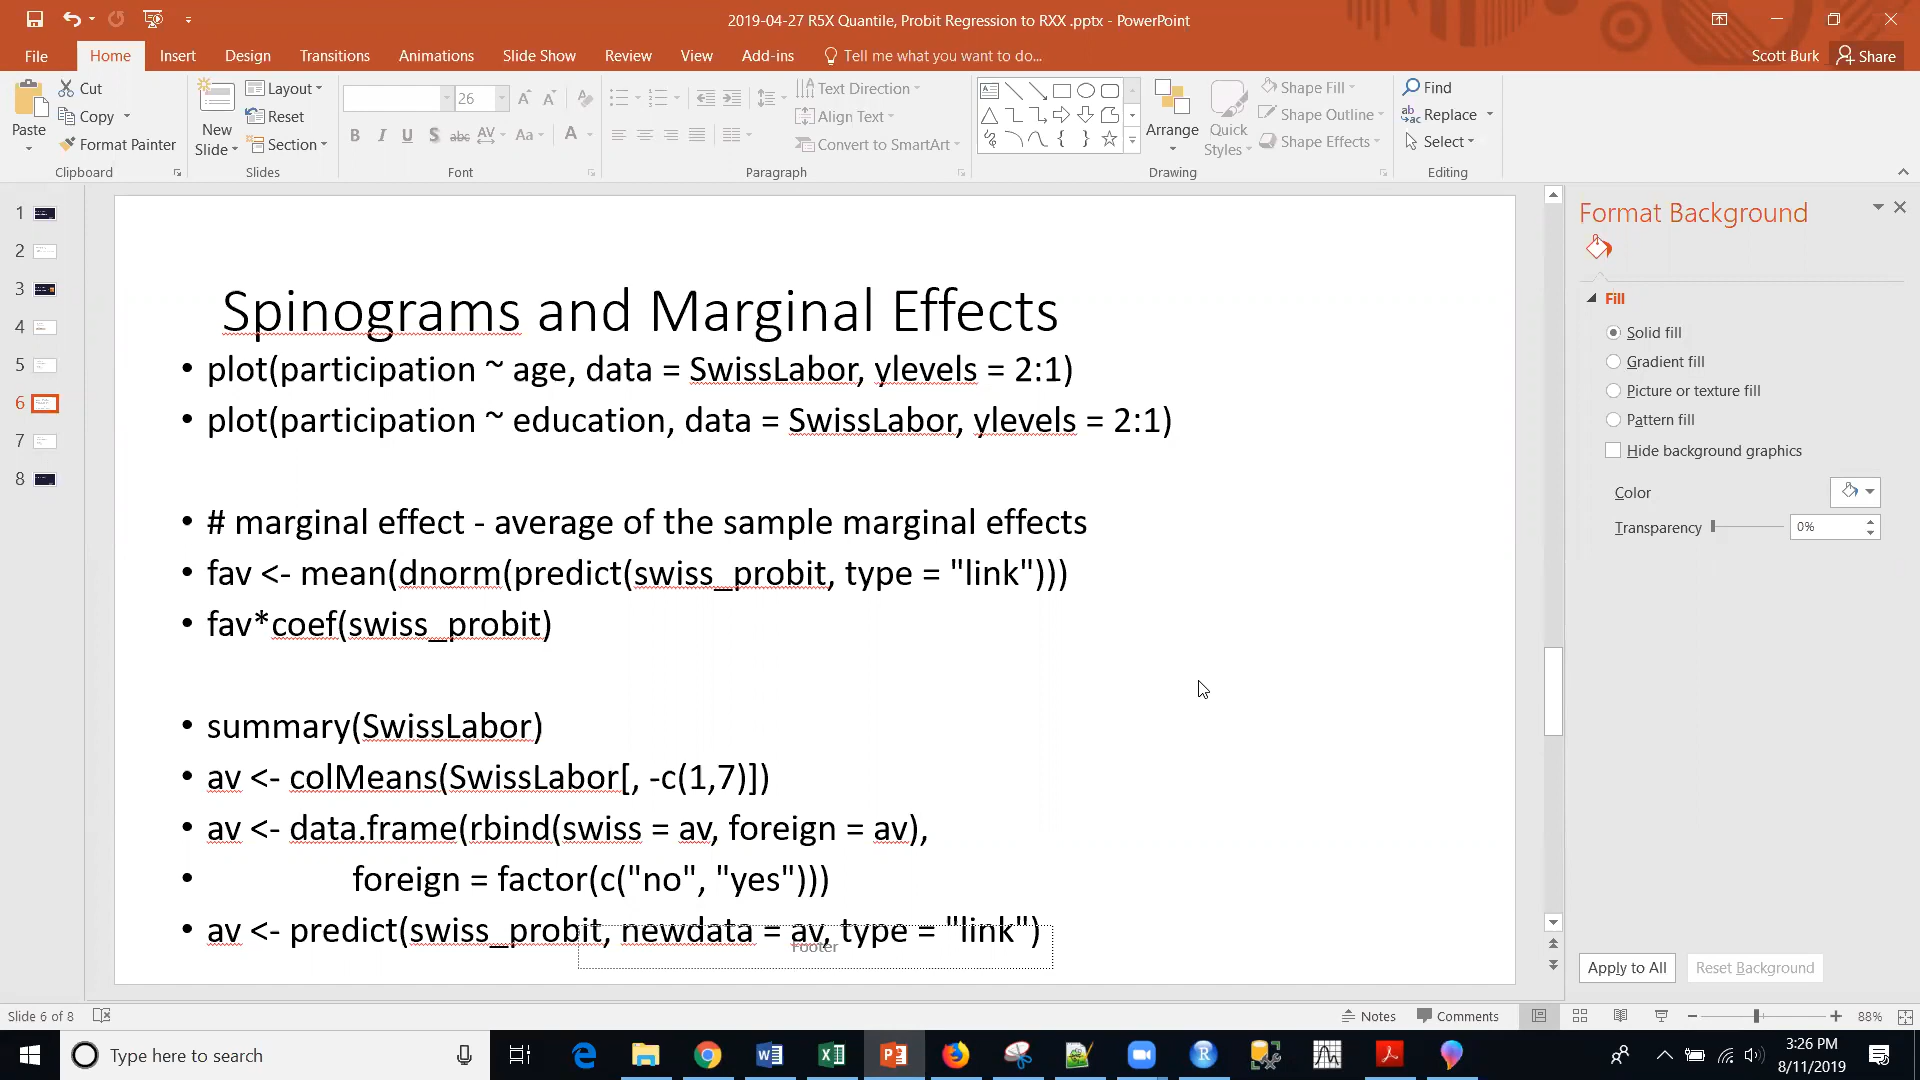 2019-04-27 R5X Quantile, Probit Regression to RXX .pptx - PowerPoint
File Home Insert Design Transitions Animations Slide Show Review View Add-ins Tell me what you want to do... Scott Burk Share
Paste
Cut
Copy
Format Painter
Clipboard
New Slide
Layout
Reset
Section
Slides
26
B I U S abc AV Aa A
Font
Text Direction
Align Text
Convert to SmartArt
Paragraph
Arrange
Quick Styles
Shape Fill
Shape Outline
Shape Effects
Drawing
Find
Replace
Select
Editing
1
2
3
4
5
6
7
8
Spinograms and Marginal Effects
• plot(participation ~ age, data = SwissLabor, ylevels = 2:1)
• plot(participation ~ education, data = SwissLabor, ylevels = 2:1)
• # marginal effect - average of the sample marginal effects
• fav <- mean(dnorm(predict(swiss_probit, type = "link")))
• fav*coef(swiss_probit)
• summary(SwissLabor)
• av <- colMeans(SwissLabor[, -c(1,7)])
• av <- data.frame(rbind(swiss = av, foreign = av),
• foreign = factor(c("no", "yes")))
• av <- predict(swiss_probit, newdata = av, type = "link")
Footer
Format Background
Fill
Solid fill
Gradient fill
Picture or texture fill
Pattern fill
Hide background graphics
Color
Transparency 0%
Apply to All Reset Background
Slide 6 of 8 Notes Comments 88%
Type here to search
3:26 PM
8/11/2019